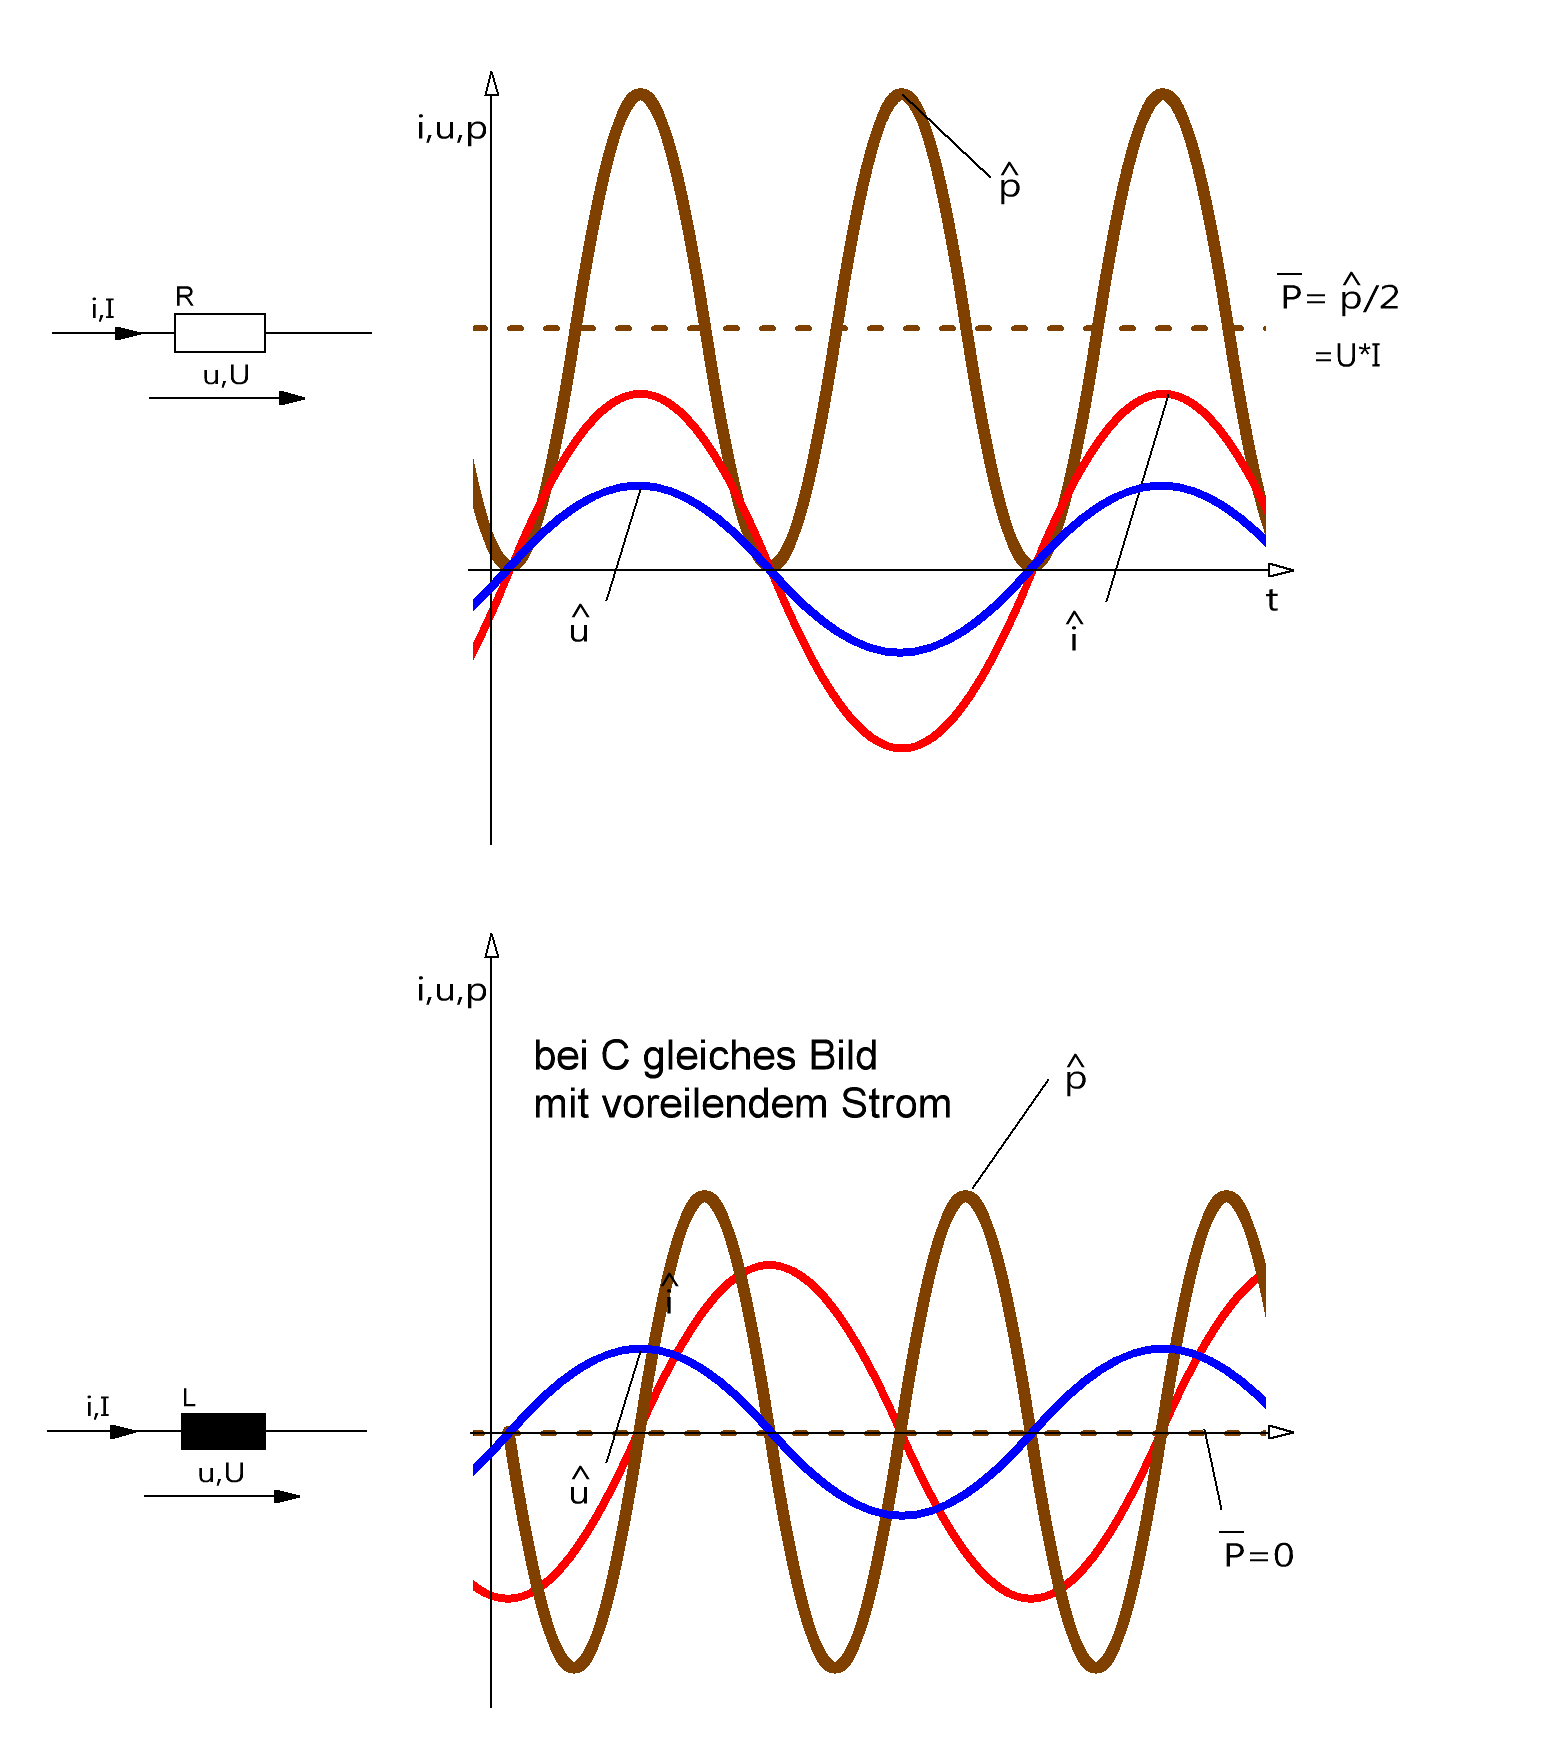 i,u,p
p̂
P̅= p̂/2
=U*I
i,I
R
u,U
t
û
î
i,u,p
bei C gleiches Bild
mit voreilendem Strom
p̂
î
i,I
L
u,U
û
P̅=0